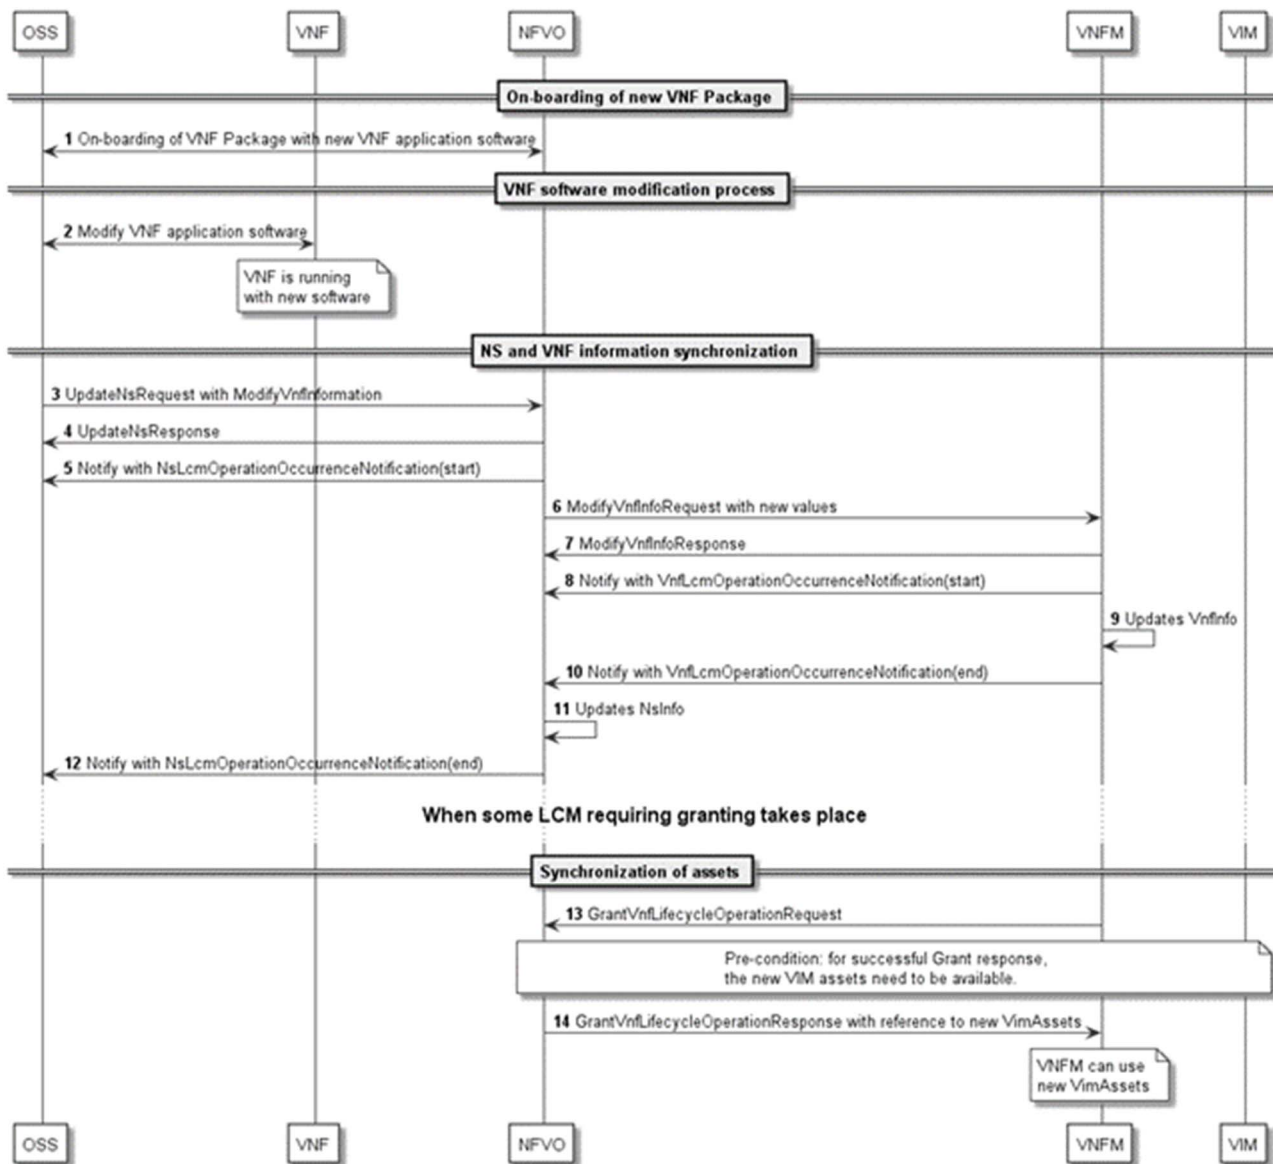 OSS VNF NFVO VNFM VIM
On-boarding of new VNF Package
1 On-boarding of VNF Package with new VNF application software
VNF software modification process
2 Modify VNF application software
VNF is running
with new software
NS and VNF information synchronization
3 UpdateNsRequest with ModifyVnfInformation
4 UpdateNsResponse
5 Notify with NsLcmOperationOccurrenceNotification(start)
6 ModifyVnfInfoRequest with new values
7 ModifyVnfInfoResponse
8 Notify with VnfLcmOperationOccurrenceNotification(start)
9 Updates VnfInfo
10 Notify with VnfLcmOperationOccurrenceNotification(end)
11 Updates NsInfo
12 Notify with NsLcmOperationOccurrenceNotification(end)
When some LCM requiring granting takes place
Synchronization of assets
13 GrantVnfLifecycleOperationRequest
Pre-condition: for successful Grant response,
the new VIM assets need to be available.
14 GrantVnfLifecycleOperationResponse with reference to new VimAssets
VNFM can use
new VimAssets
OSS VNF NFVO VNFM VIM